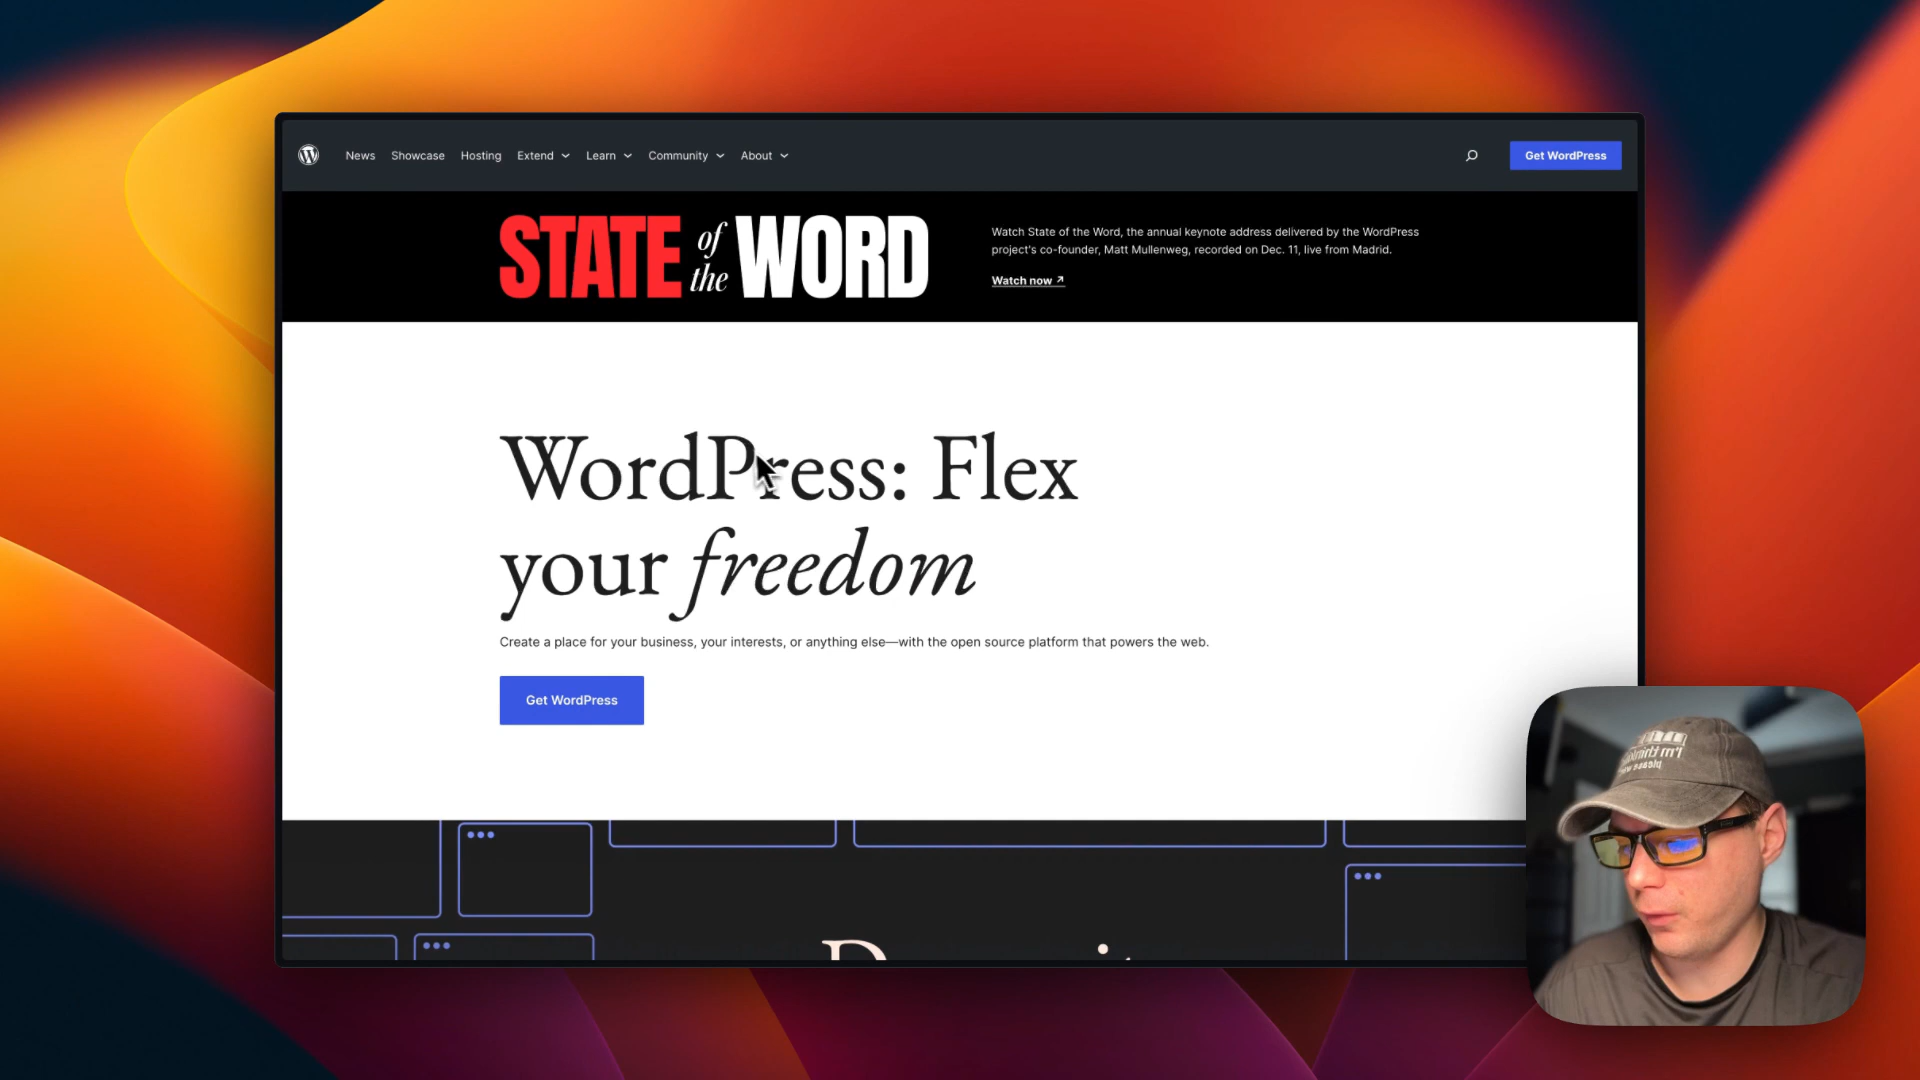 News Showcase Hosting Extend Learn Community About Get WordPress
STATE of the WORD
Watch State of the Word, the annual keynote address delivered by the WordPress
project's co-founder, Matt Mullenweg, recorded on Dec. 11, live from Madrid.
Watch now ↗
WordPress: Flex
your freedom
Create a place for your business, your interests, or anything else—with the open source platform that powers the web.
Get WordPress
I'm thinking
please